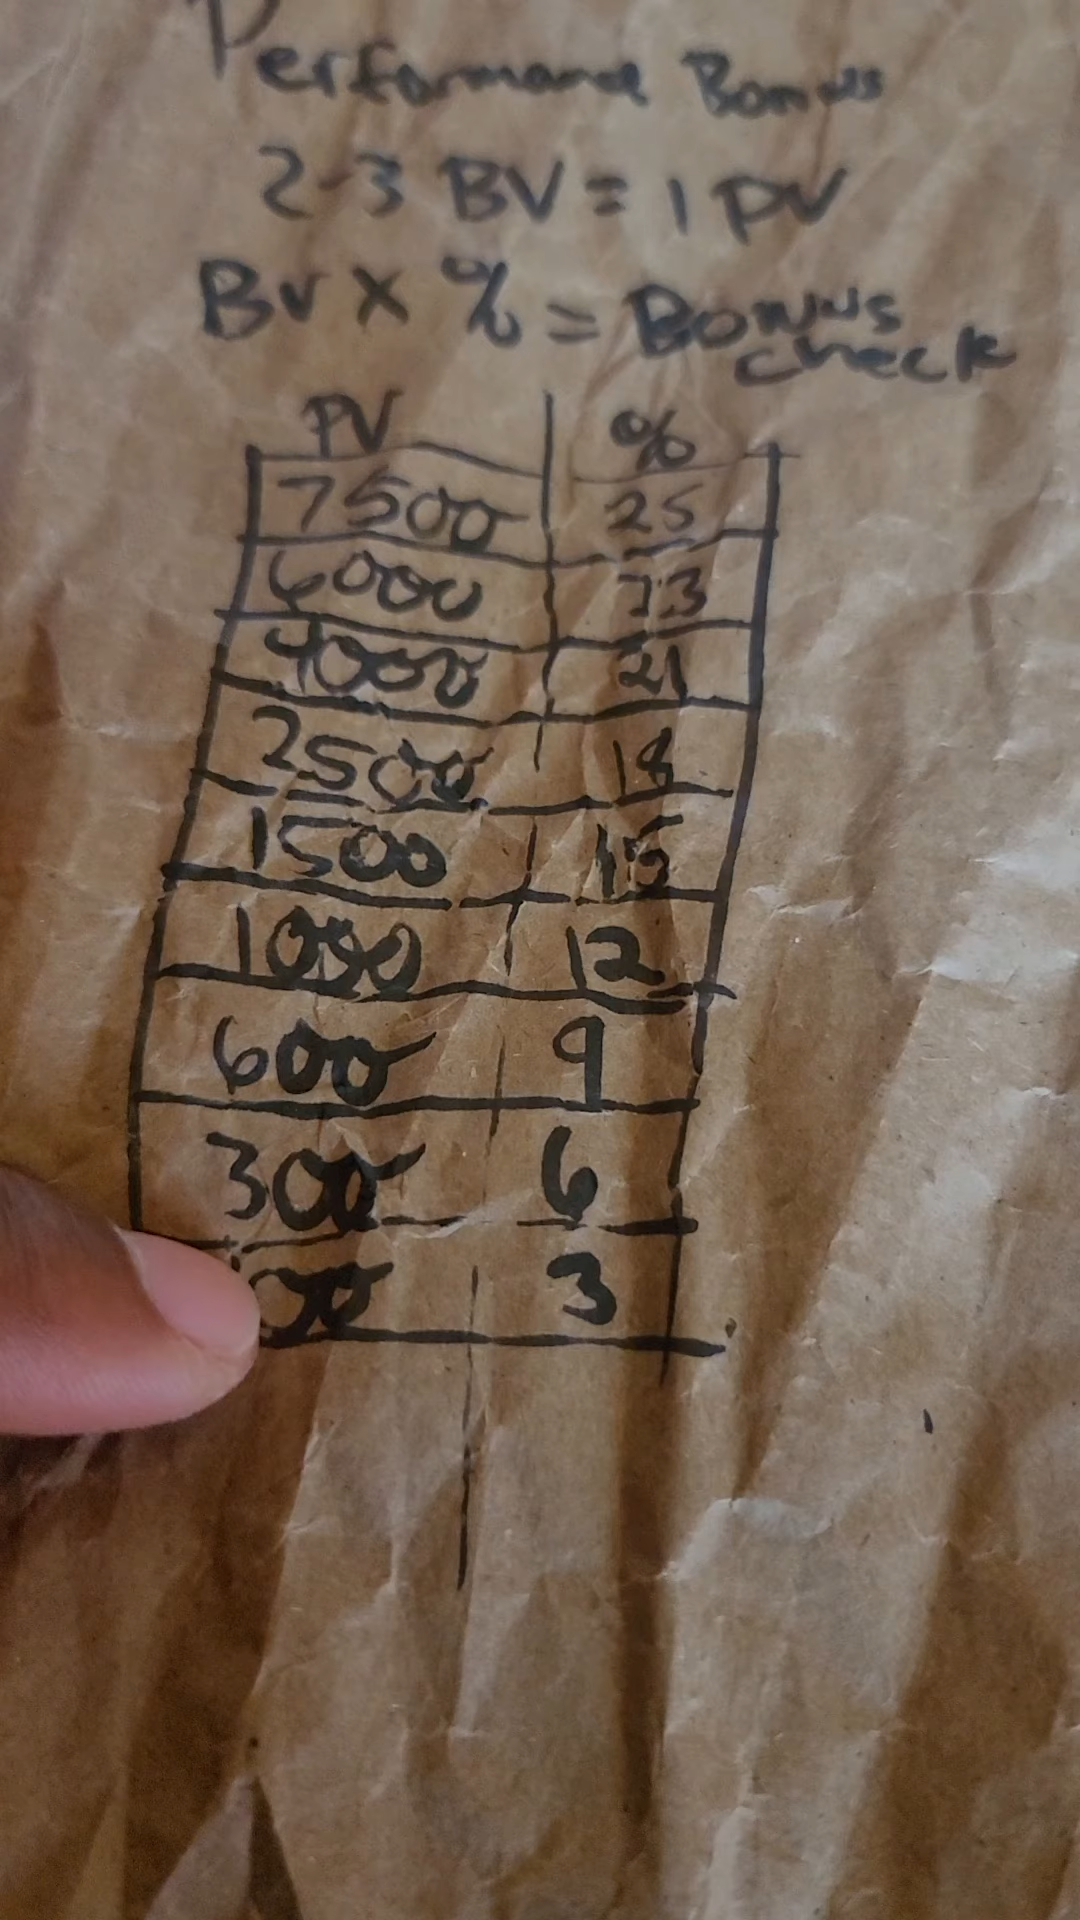 Performance Bonus
2-3 BV = 1 PV
BV X % = Bonus
check
PV %
7500 25
6000 23
4000 21
2500 18
1500 15
1000 12
600 9
300 6
3